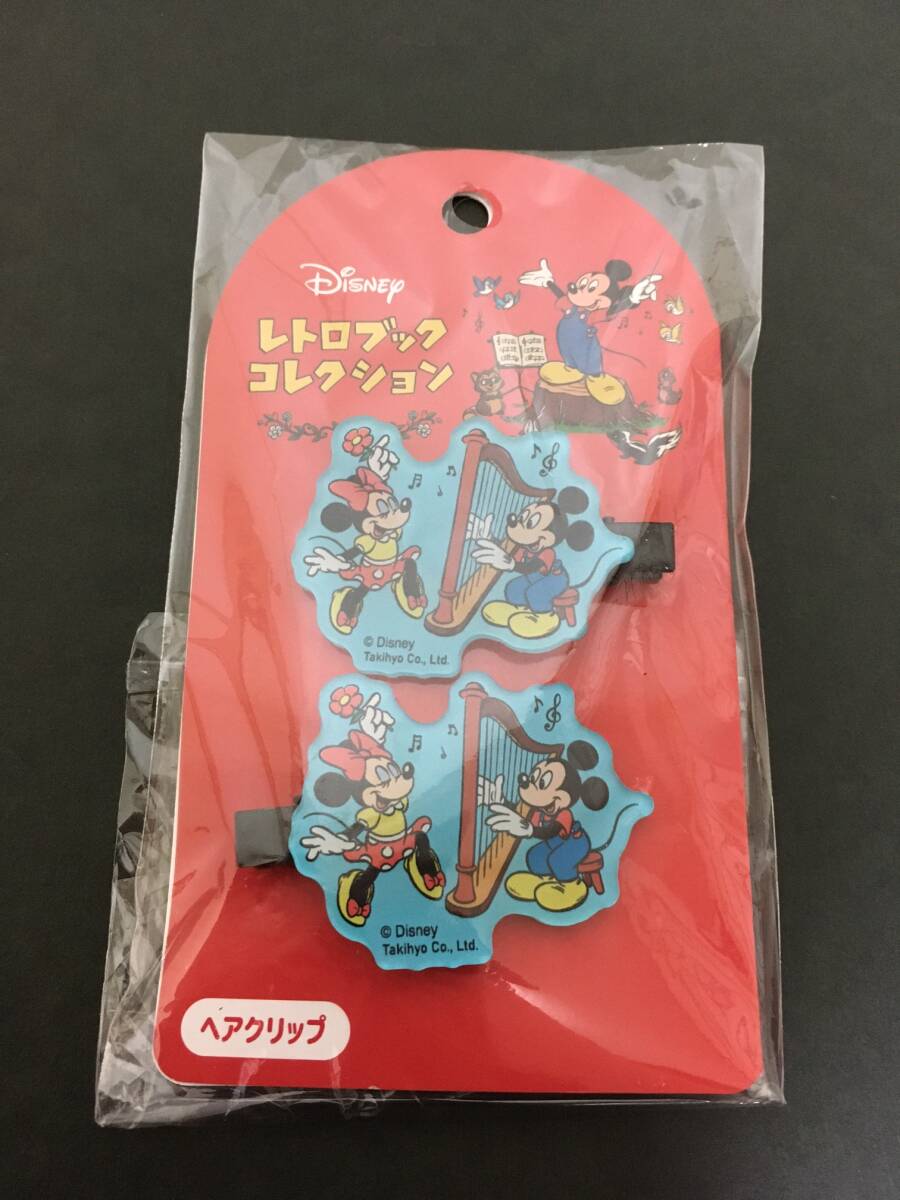 Disney
レトロブック
コレクション
© Disney
Takihyo Co., Ltd.
© Disney
Takihyo Co., Ltd.
ヘアクリップ